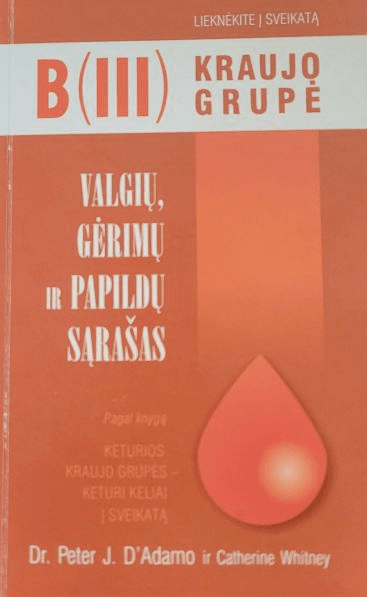 LIEKNĖKITE Į SVEIKATĄ
B(III) KRAUJO
GRUPĖ
VALGIŲ,
GĖRIMŲ
IR PAPILDŲ
SĄRAŠAS
Pagal knygą
KETURIOS
KRAUJO GRUPĖS –
KETURI KELIAI
Į SVEIKATĄ
Dr. Peter J. D'Adamo ir Catherine Whitney